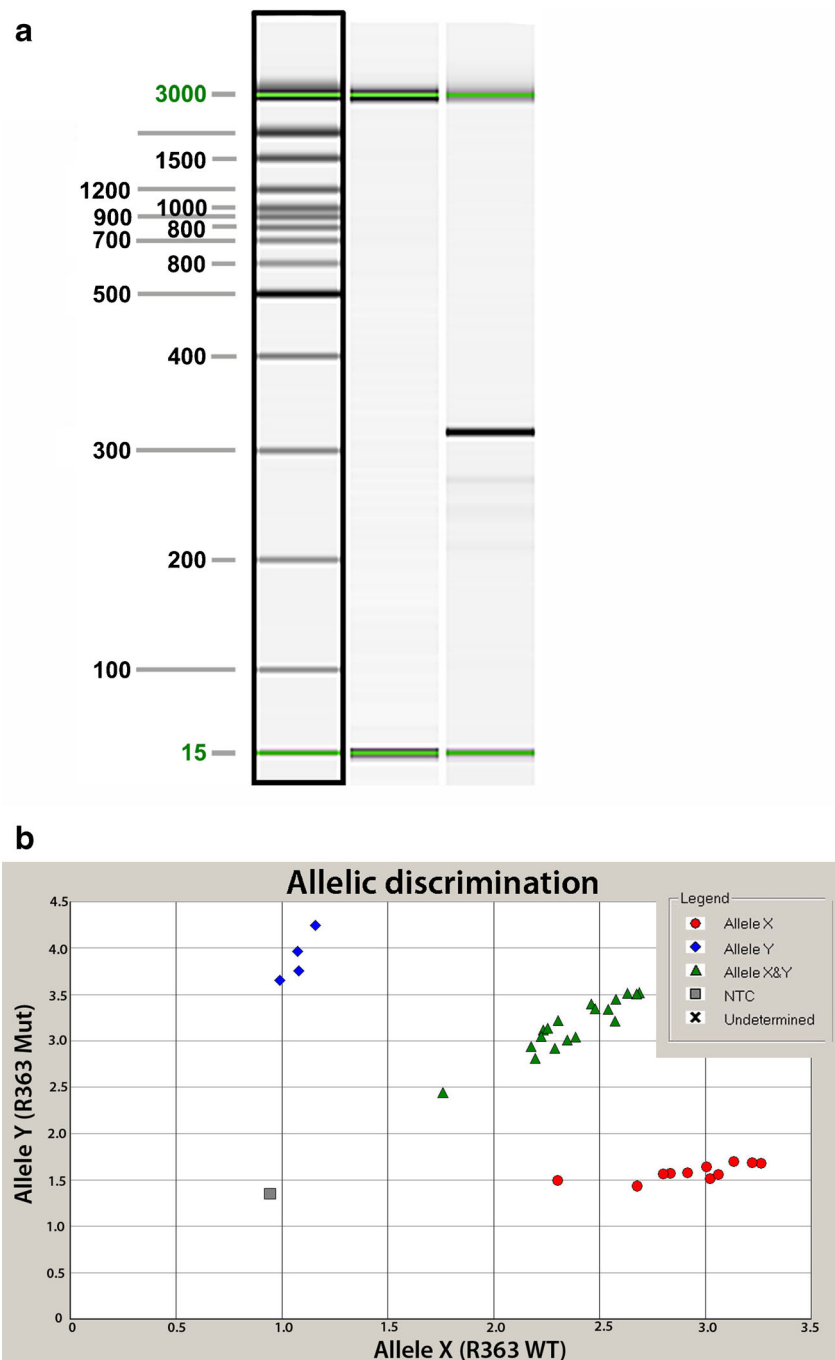 a
3000
1500
1200
1000
900
800
700
800
500
400
300
200
100
15
b
Allelic discrimination
Legend
Allele X
Allele Y
Allele X&Y
NTC
Undetermined
Allele Y (R363 Mut)
4.5
4.0
3.5
3.0
2.5
2.0
1.5
1.0
0.5
0
0 0.5 1.0 1.5 2.0 2.5 3.0 3.5
Allele X (R363 WT)